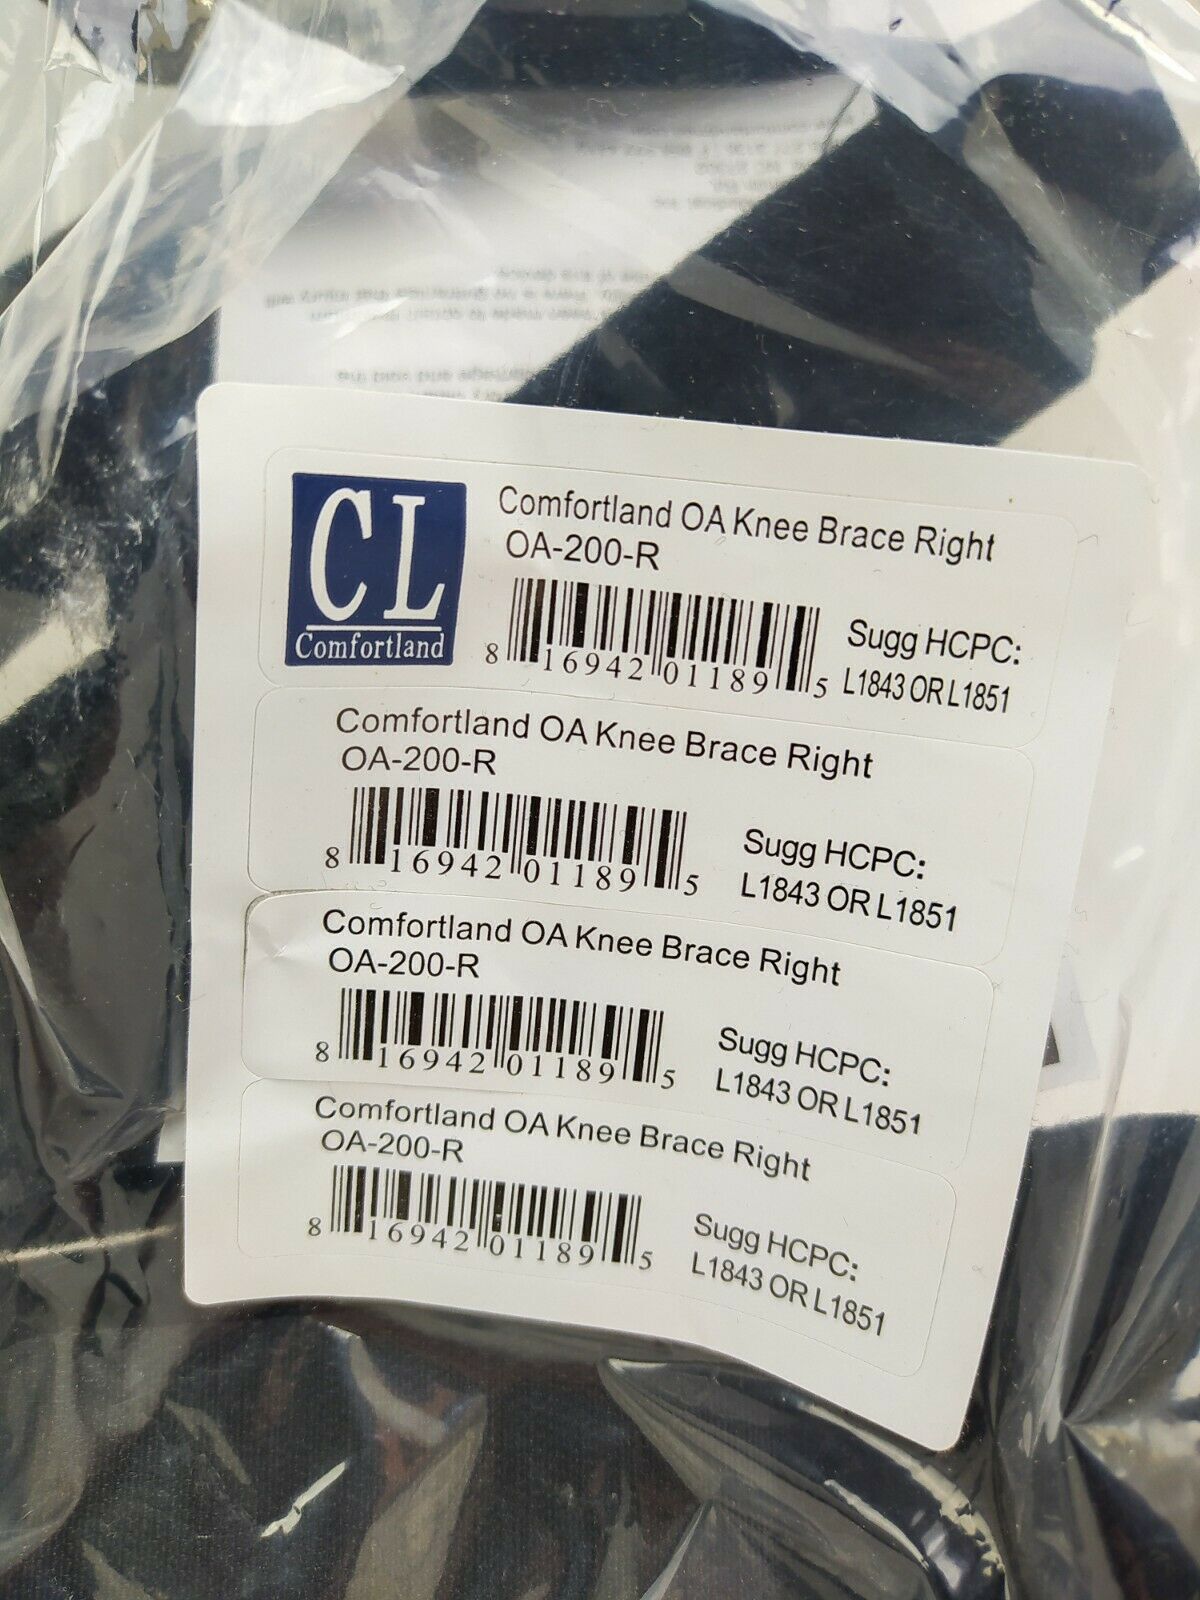 CL
Comfortland
Comfortland OA Knee Brace Right
OA-200-R
8 16942 01189 5
Sugg HCPC:
L1843 OR L1851
Comfortland OA Knee Brace Right
OA-200-R
8 16942 01189 5
Sugg HCPC:
L1843 OR L1851
Comfortland OA Knee Brace Right
OA-200-R
8 16942 01189 5
Sugg HCPC:
L1843 OR L1851
Comfortland OA Knee Brace Right
OA-200-R
8 16942 01189 5
Sugg HCPC:
L1843 OR L1851